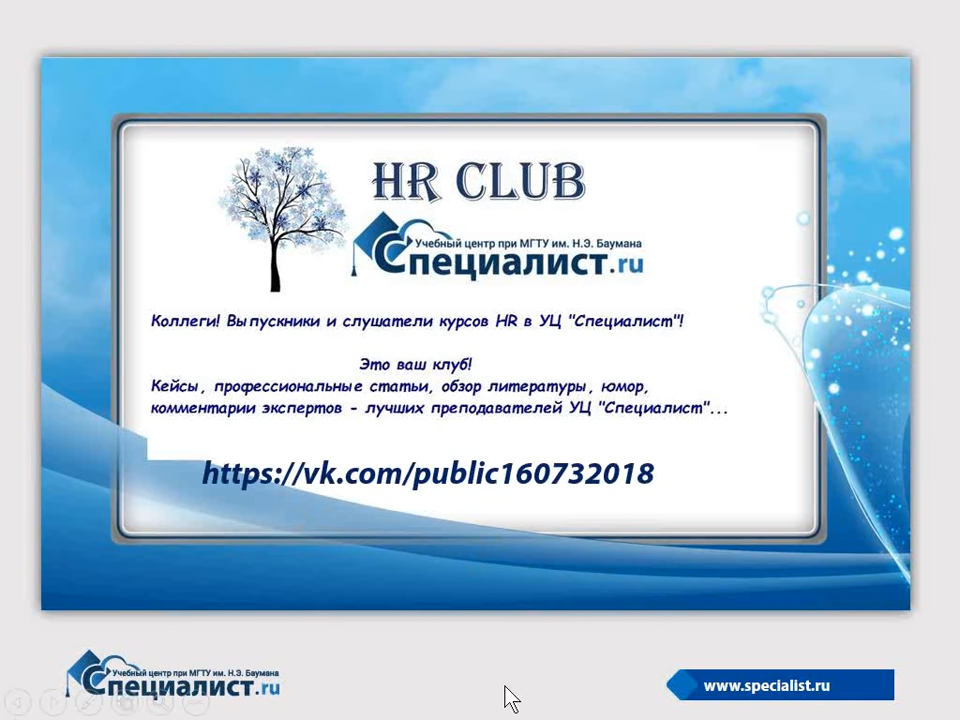 HR CLUB
Учебный центр при МГТУ им. Н.Э. Баумана
Специалист.ru
Коллеги! Выпускники и слушатели курсов HR в УЦ "Специалист"!
Это ваш клуб!
Кейсы, профессиональные статьи, обзор литературы, юмор,
комментарии экспертов - лучших преподавателей УЦ "Специалист"...
https://vk.com/public160732018
Учебный центр при МГТУ им. Н.Э. Баумана
Специалист.ru
www.specialist.ru